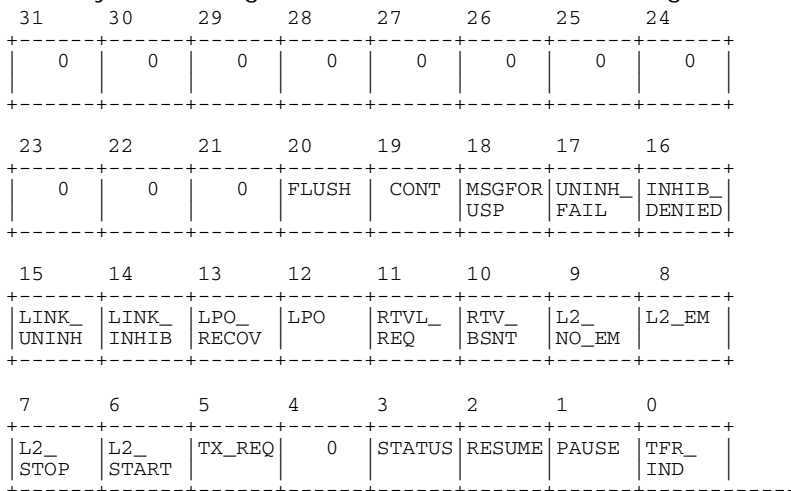 31 30 29 28 27 26 25 24
0 0 0 0 0 0 0 0
23 22 21 20 19 18 17 16
0 0 0 FLUSH CONT MSGFOR UNINH_ INHIB_
USP FAIL DENIED
15 14 13 12 11 10 9 8
LINK_ LINK_ LPO_ LPO RTVL_ RTV_ L2_ L2_EM
UNINH INHIB RECOV REQ BSNT NO_EM
7 6 5 4 3 2 1 0
L2_ L2_ TX_REQ 0 STATUS RESUME PAUSE TFR_
STOP START IND